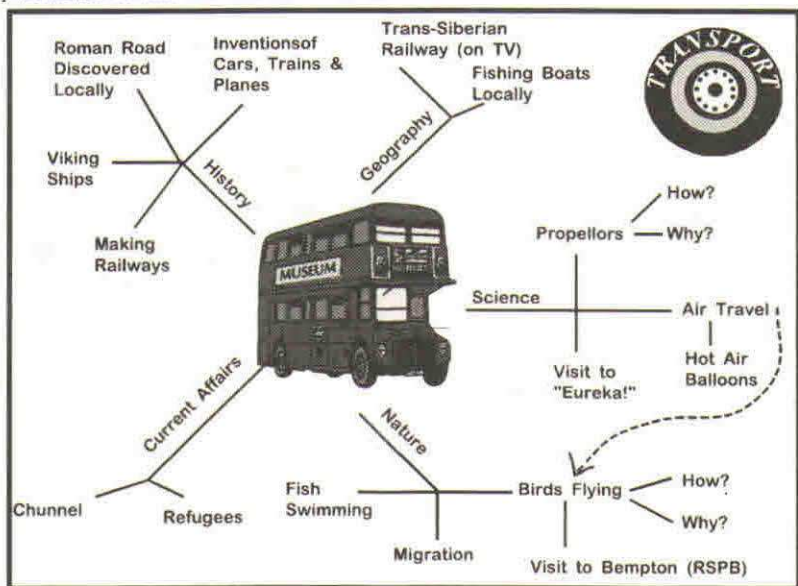 Roman Road
Discovered
Locally
Inventionsof
Cars, Trains &
Planes
Viking
Ships
Making
Railways
History
Trans-Siberian
Railway (on TV)
Fishing Boats
Locally
Geography
TRANSPORT
MUSEUM
Science
Propellors
How?
Why?
Air Travel
Hot Air
Balloons
Visit to
"Eureka!"
Current Affairs
Chunnel
Refugees
Nature
Fish
Swimming
Migration
Birds Flying
How?
Why?
Visit to Bempton (RSPB)